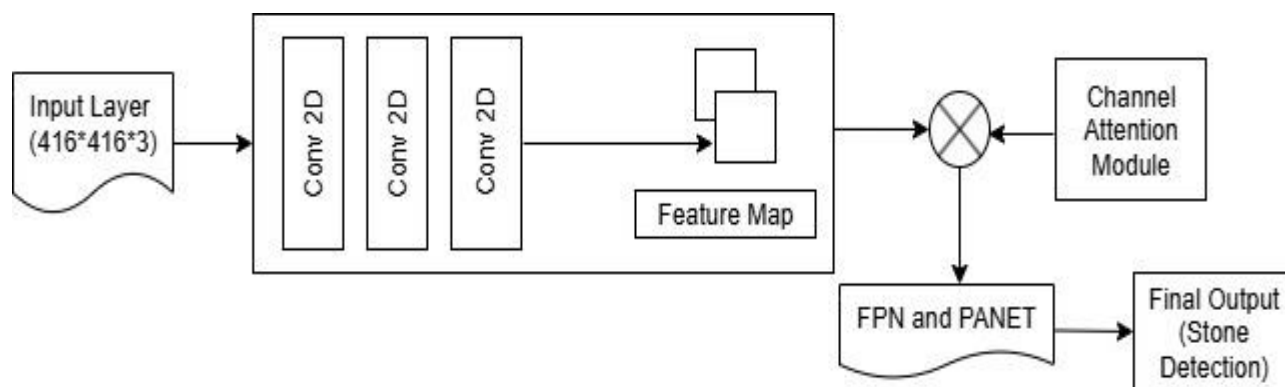 Input Layer
(416*416*3)
Conv 2D
Conv 2D
Conv 2D
Feature Map
Channel
Attention
Module
FPN and PANET
Final Output
(Stone
Detection)